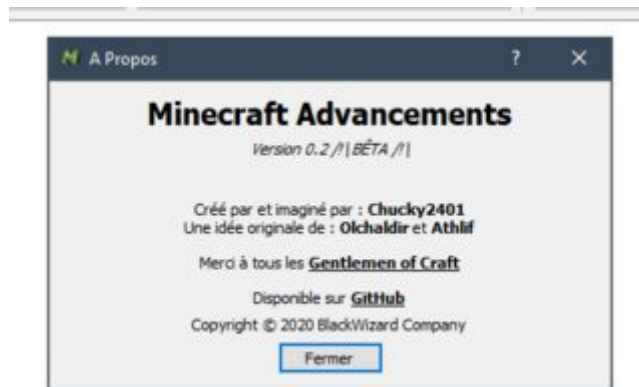 A Propos
Minecraft Advancements
Version 0.2 /!\ BÊTA /!\
Créé par et imaginé par : Chucky2401
Une idée originale de : Olchaldir et Athlif
Merci à tous les Gentlemen of Craft
Disponible sur GitHub
Copyright © 2020 BlackWizard Company
Fermer